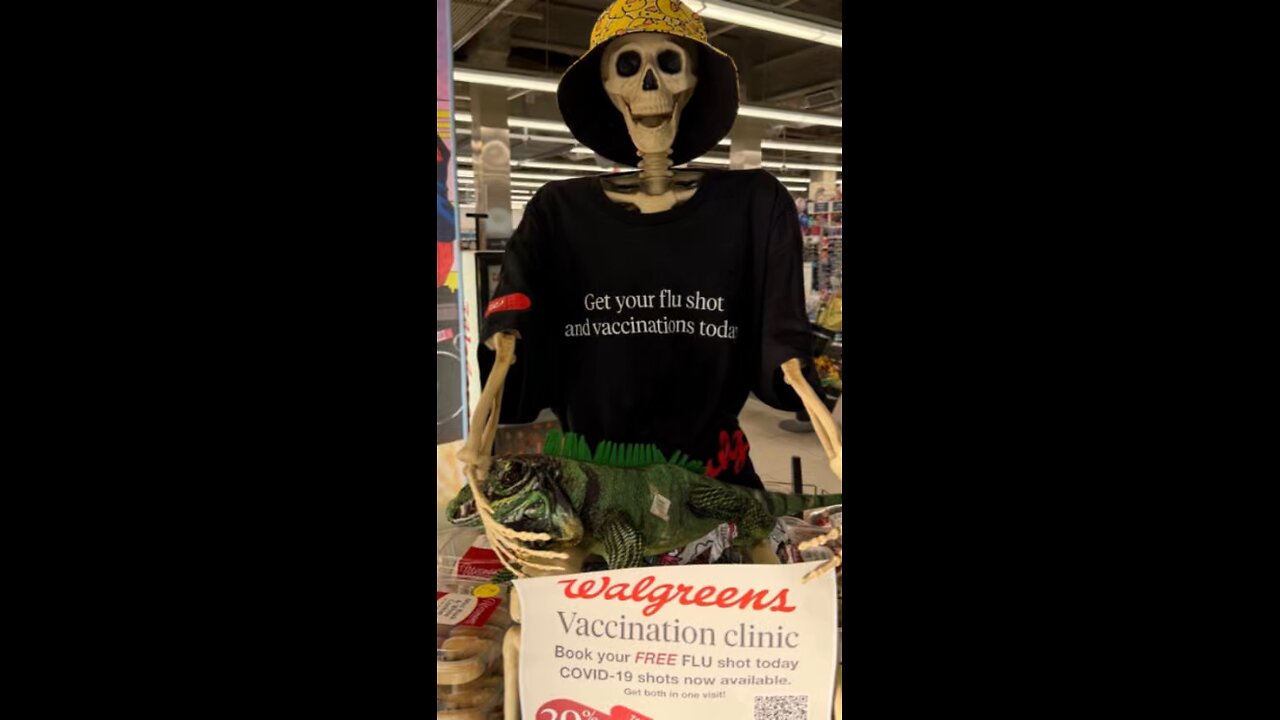 Get your flu shot
and vaccinations today
Walgreens
Vaccination clinic
Book your FREE FLU shot today
COVID-19 shots now available.
Get both in one visit!